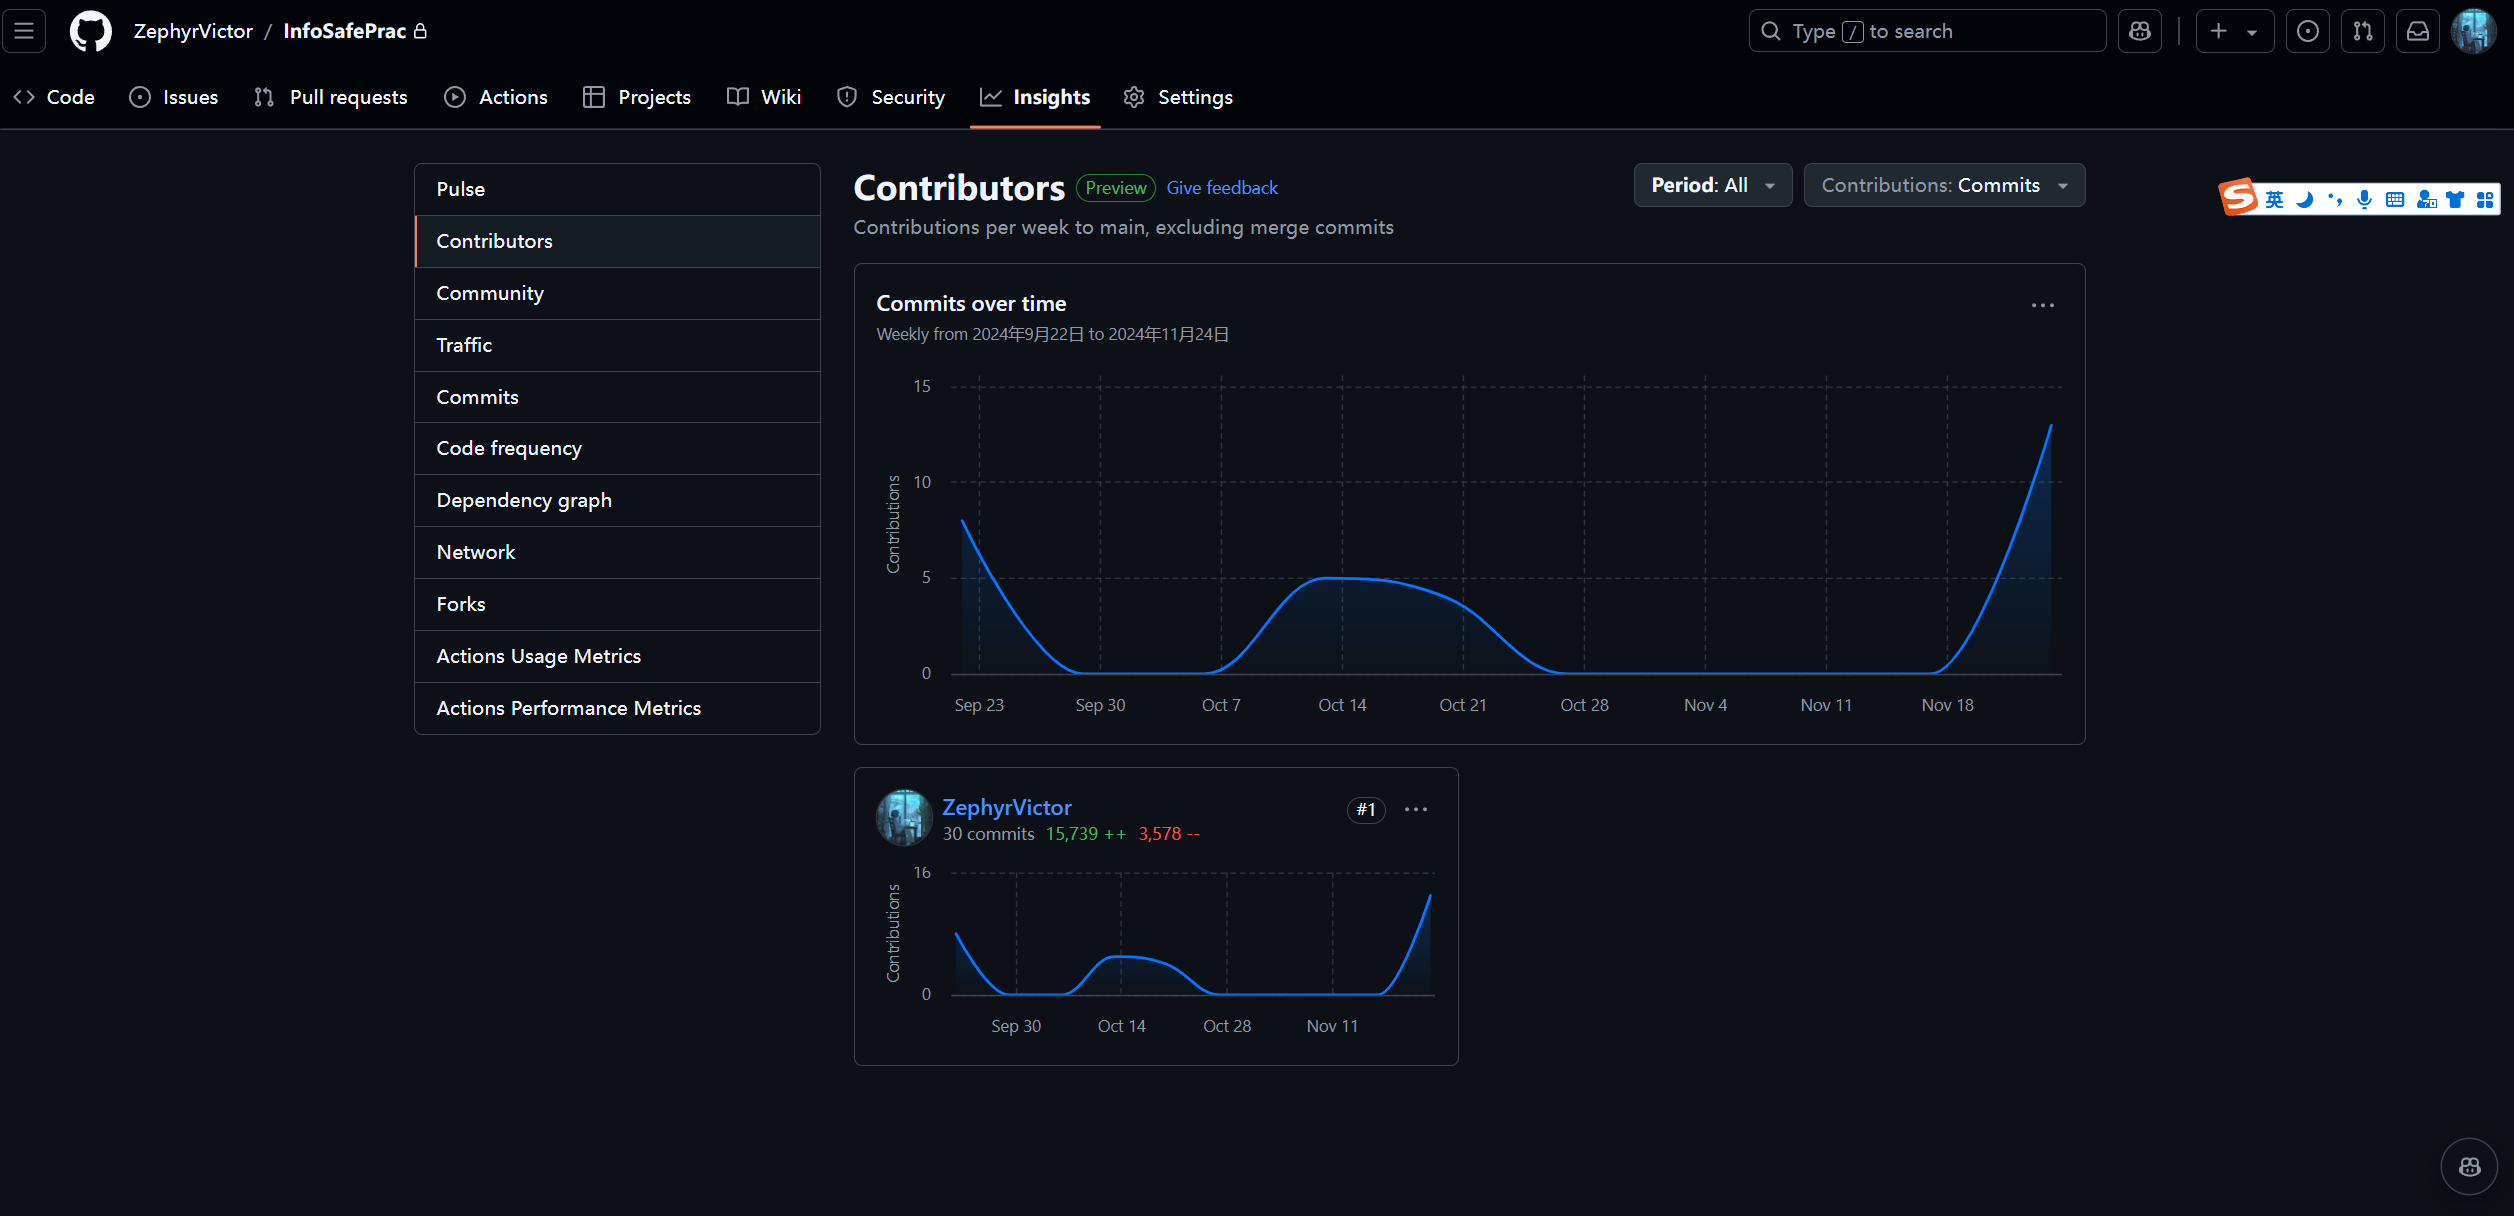 ZephyrVictor / InfoSafePrac
Type / to search
Code Issues Pull requests Actions Projects Wiki Security Insights Settings
Pulse
Contributors
Community
Traffic
Commits
Code frequency
Dependency graph
Network
Forks
Actions Usage Metrics
Actions Performance Metrics
Contributors Preview Give feedback
Period: All
Contributions: Commits
英
Contributions per week to main, excluding merge commits
Commits over time
Weekly from 2024年9月22日 to 2024年11月24日
15
10
5
0
Contributions
Sep 23 Sep 30 Oct 7 Oct 14 Oct 21 Oct 28 Nov 4 Nov 11 Nov 18
ZephyrVictor
#1
30 commits 15,739 ++ 3,578 --
16
0
Contributions
Sep 30 Oct 14 Oct 28 Nov 11